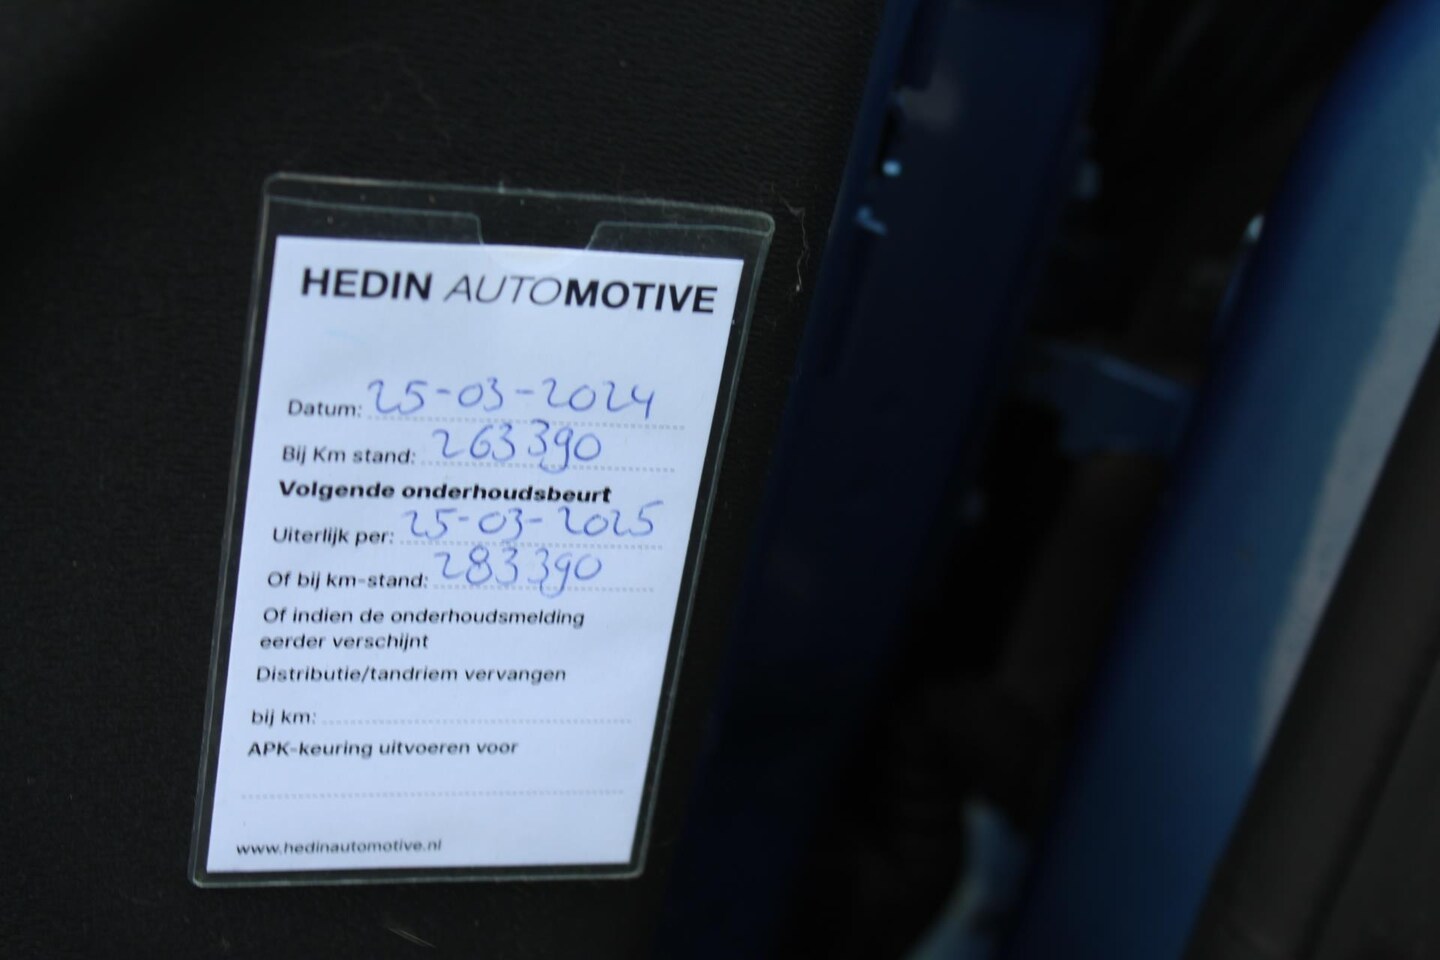 HEDIN AUTOMOTIVE
Datum: 25-03-2024
Bij Km stand: 263390
Volgende onderhoudsbeurt
Uiterlijk per: 25-03-2025
Of bij km-stand: 283390
Of indien de onderhoudsmelding
eerder verschijnt
Distributie/tandriem vervangen
bij km:
APK-keuring uitvoeren voor
www.hedinautomotive.nl